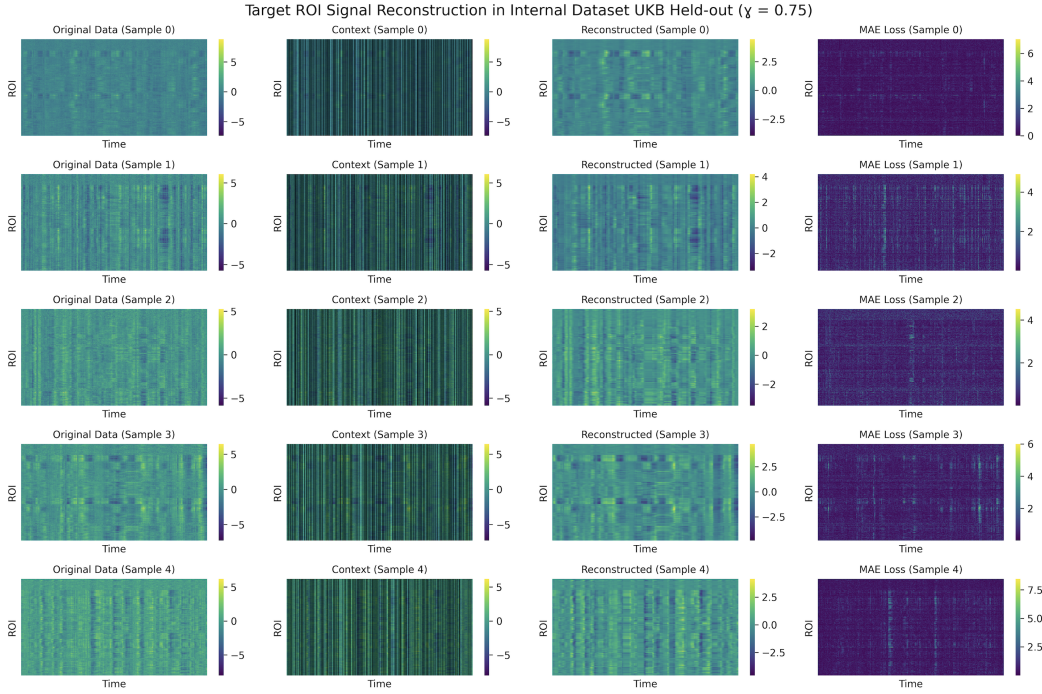 Target ROI Signal Reconstruction in Internal Dataset UKB Held-out (ɣ = 0.75)
Original Data (Sample 0)
Context (Sample 0)
Reconstructed (Sample 0)
MAE Loss (Sample 0)
ROI
5
0
−5
ROI
5
0
−5
ROI
2.5
0.0
−2.5
ROI
6
4
2
0
Time
Time
Time
Time
Original Data (Sample 1)
Context (Sample 1)
Reconstructed (Sample 1)
MAE Loss (Sample 1)
ROI
5
0
−5
ROI
5
0
−5
ROI
4
2
0
−2
ROI
4
2
Time
Time
Time
Time
Original Data (Sample 2)
Context (Sample 2)
Reconstructed (Sample 2)
MAE Loss (Sample 2)
ROI
5
0
−5
ROI
5
0
−5
ROI
2
0
−2
ROI
4
2
Time
Time
Time
Time
Original Data (Sample 3)
Context (Sample 3)
Reconstructed (Sample 3)
MAE Loss (Sample 3)
ROI
5
0
−5
ROI
5
0
−5
ROI
2.5
0.0
−2.5
ROI
6
4
2
Time
Time
Time
Time
Original Data (Sample 4)
Context (Sample 4)
Reconstructed (Sample 4)
MAE Loss (Sample 4)
ROI
5
0
−5
ROI
5
0
−5
ROI
2.5
0.0
−2.5
ROI
7.5
5.0
2.5
Time
Time
Time
Time